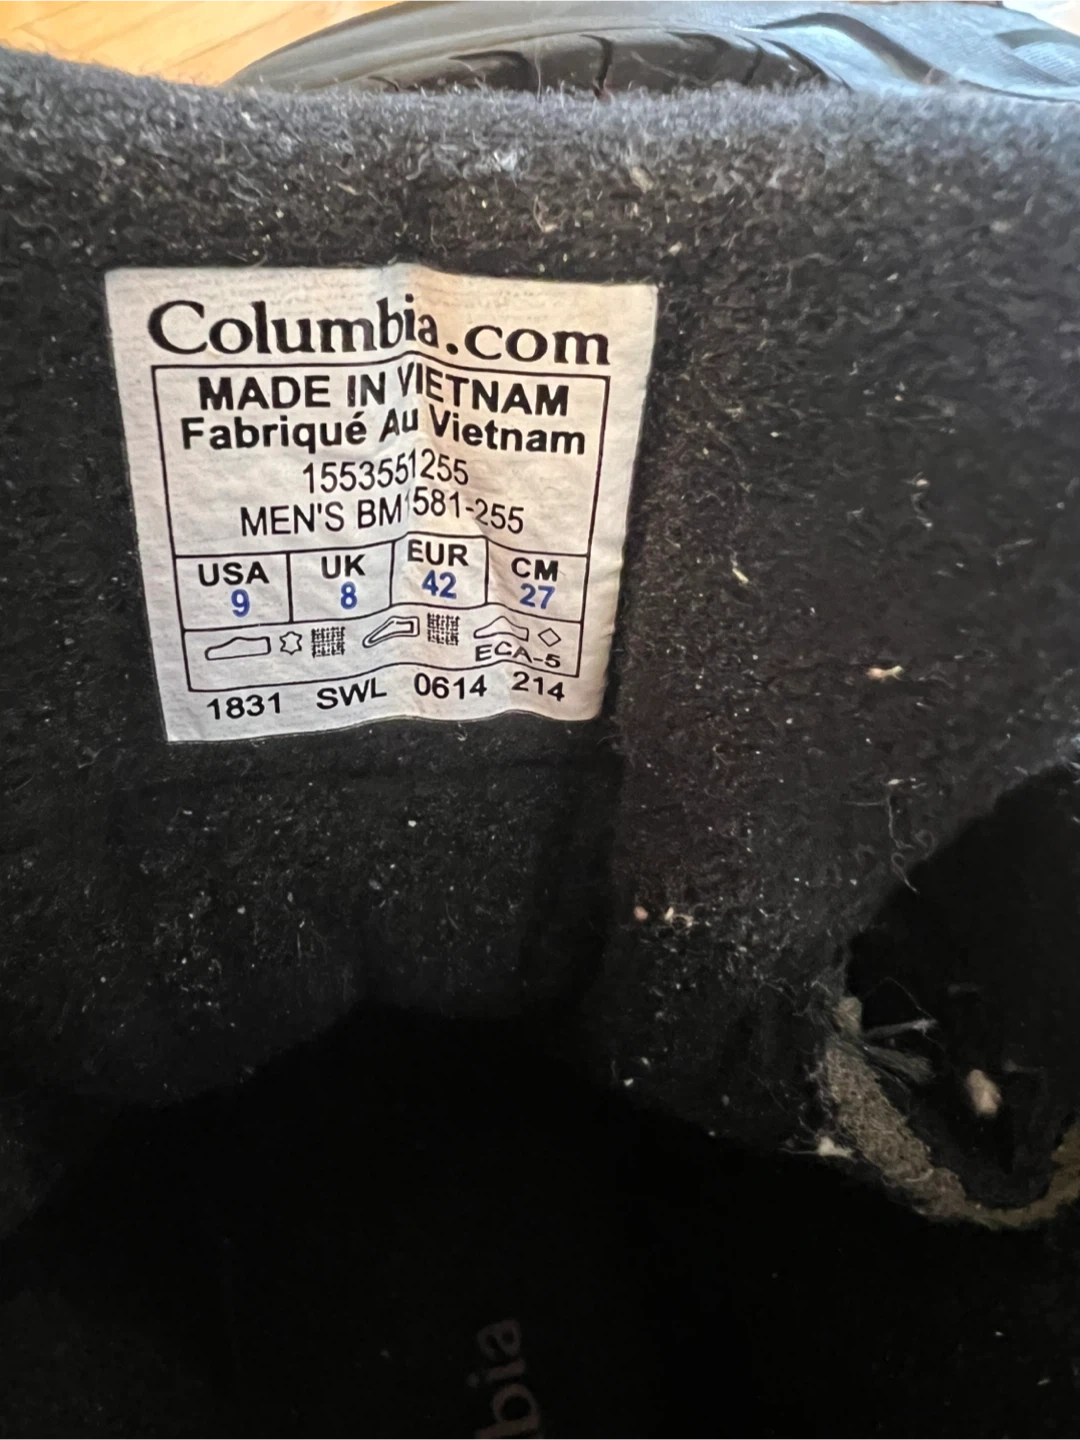 Columbia.com
MADE IN VIETNAM
Fabriqué Au Vietnam
1553551255
MEN'S BM1581-255
USA UK EUR CM
9 8 42 27
ECA-5
1831 SWL 0614 214
bia